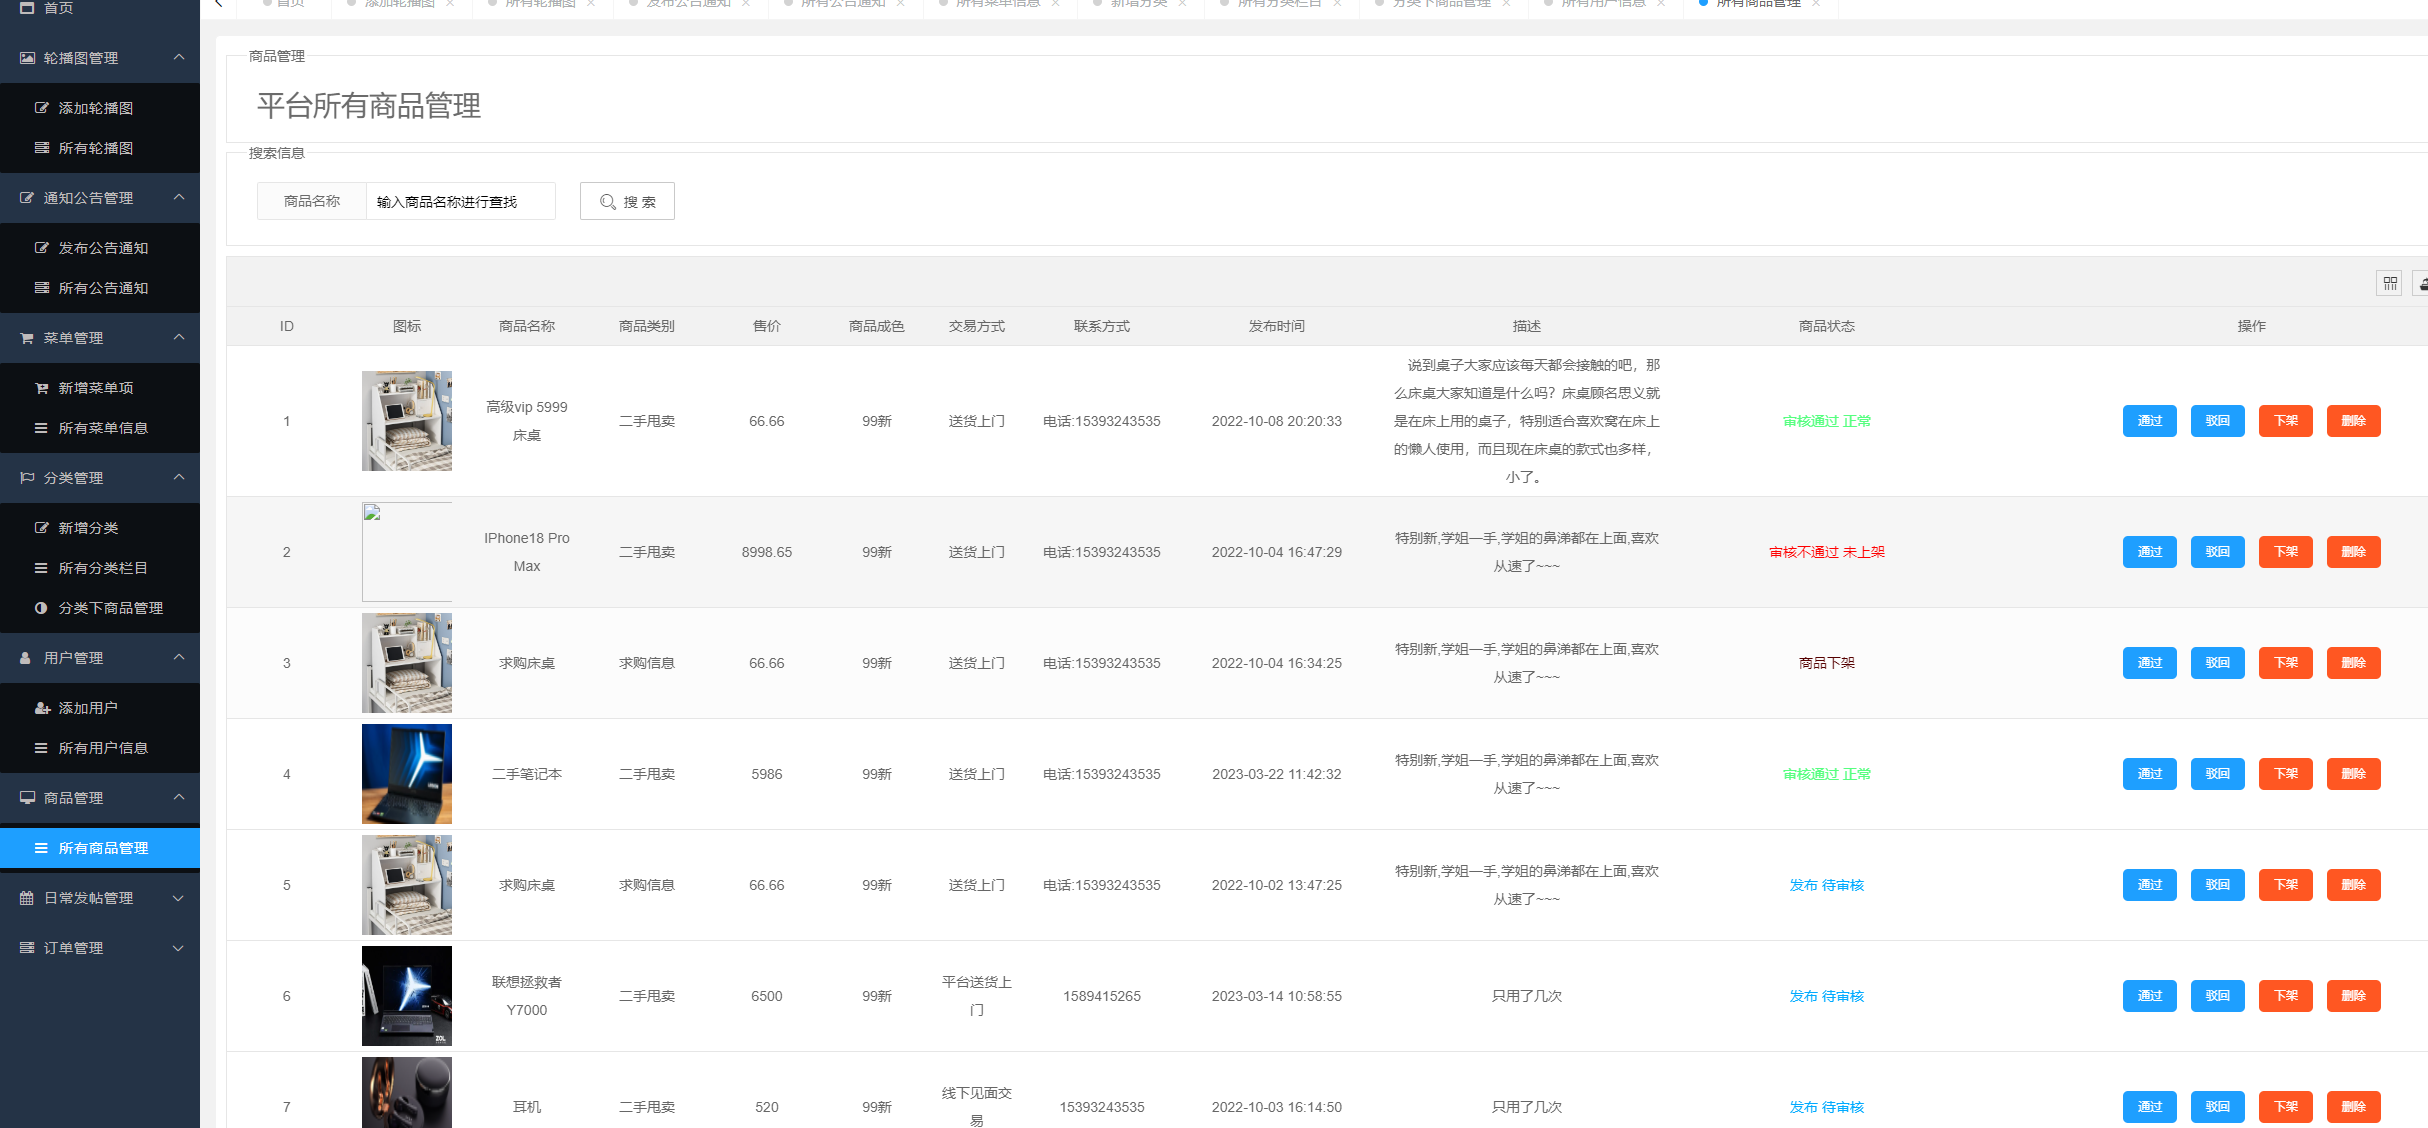 首页
轮播图管理
添加轮播图
所有轮播图
通知公告管理
发布公告通知
所有公告通知
菜单管理
新增菜单项
所有菜单信息
分类管理
新增分类
所有分类栏目
分类下商品管理
用户管理
添加用户
所有用户信息
商品管理
所有商品管理
日常发帖管理
订单管理
首页 添加轮播图 所有轮播图 发布公告通知 所有公告通知 所有菜单信息 新增分类 所有分类栏目 分类下商品管理 所有用户信息 所有商品管理
商品管理
平台所有商品管理
搜索信息
商品名称 输入商品名称进行查找 搜 索
ID 图标 商品名称 商品类别 售价 商品成色 交易方式 联系方式 发布时间 描述 商品状态 操作
1 高级vip 5999 床桌 二手甩卖 66.66 99新 送货上门 电话:15393243535 2022-10-08 20:20:33
说到桌子大家应该每天都会接触的吧，那
么床桌大家知道是什么吗？床桌顾名思义就
是在床上用的桌子，特别适合喜欢窝在床上
的懒人使用，而且现在床桌的款式也多样，
小了。
审核通过 正常 通过 驳回 下架 删除
2 IPhone18 Pro Max 二手甩卖 8998.65 99新 送货上门 电话:15393243535 2022-10-04 16:47:29
特别新,学姐一手,学姐的鼻涕都在上面,喜欢
从速了~~~
审核不通过 未上架 通过 驳回 下架 删除
3 求购床桌 求购信息 66.66 99新 送货上门 电话:15393243535 2022-10-04 16:34:25
特别新,学姐一手,学姐的鼻涕都在上面,喜欢
从速了~~~
商品下架 通过 驳回 下架 删除
4 二手笔记本 二手甩卖 5986 99新 送货上门 电话:15393243535 2023-03-22 11:42:32
特别新,学姐一手,学姐的鼻涕都在上面,喜欢
从速了~~~
审核通过 正常 通过 驳回 下架 删除
5 求购床桌 求购信息 66.66 99新 送货上门 电话:15393243535 2022-10-02 13:47:25
特别新,学姐一手,学姐的鼻涕都在上面,喜欢
从速了~~~
发布 待审核 通过 驳回 下架 删除
ZOL
6 联想拯救者 Y7000 二手甩卖 6500 99新 平台送货上门 1589415265 2023-03-14 10:58:55 只用了几次 发布 待审核 通过 驳回 下架 删除
7 耳机 二手甩卖 520 99新 线下见面交易 15393243535 2022-10-03 16:14:50 只用了几次 发布 待审核 通过 驳回 下架 删除